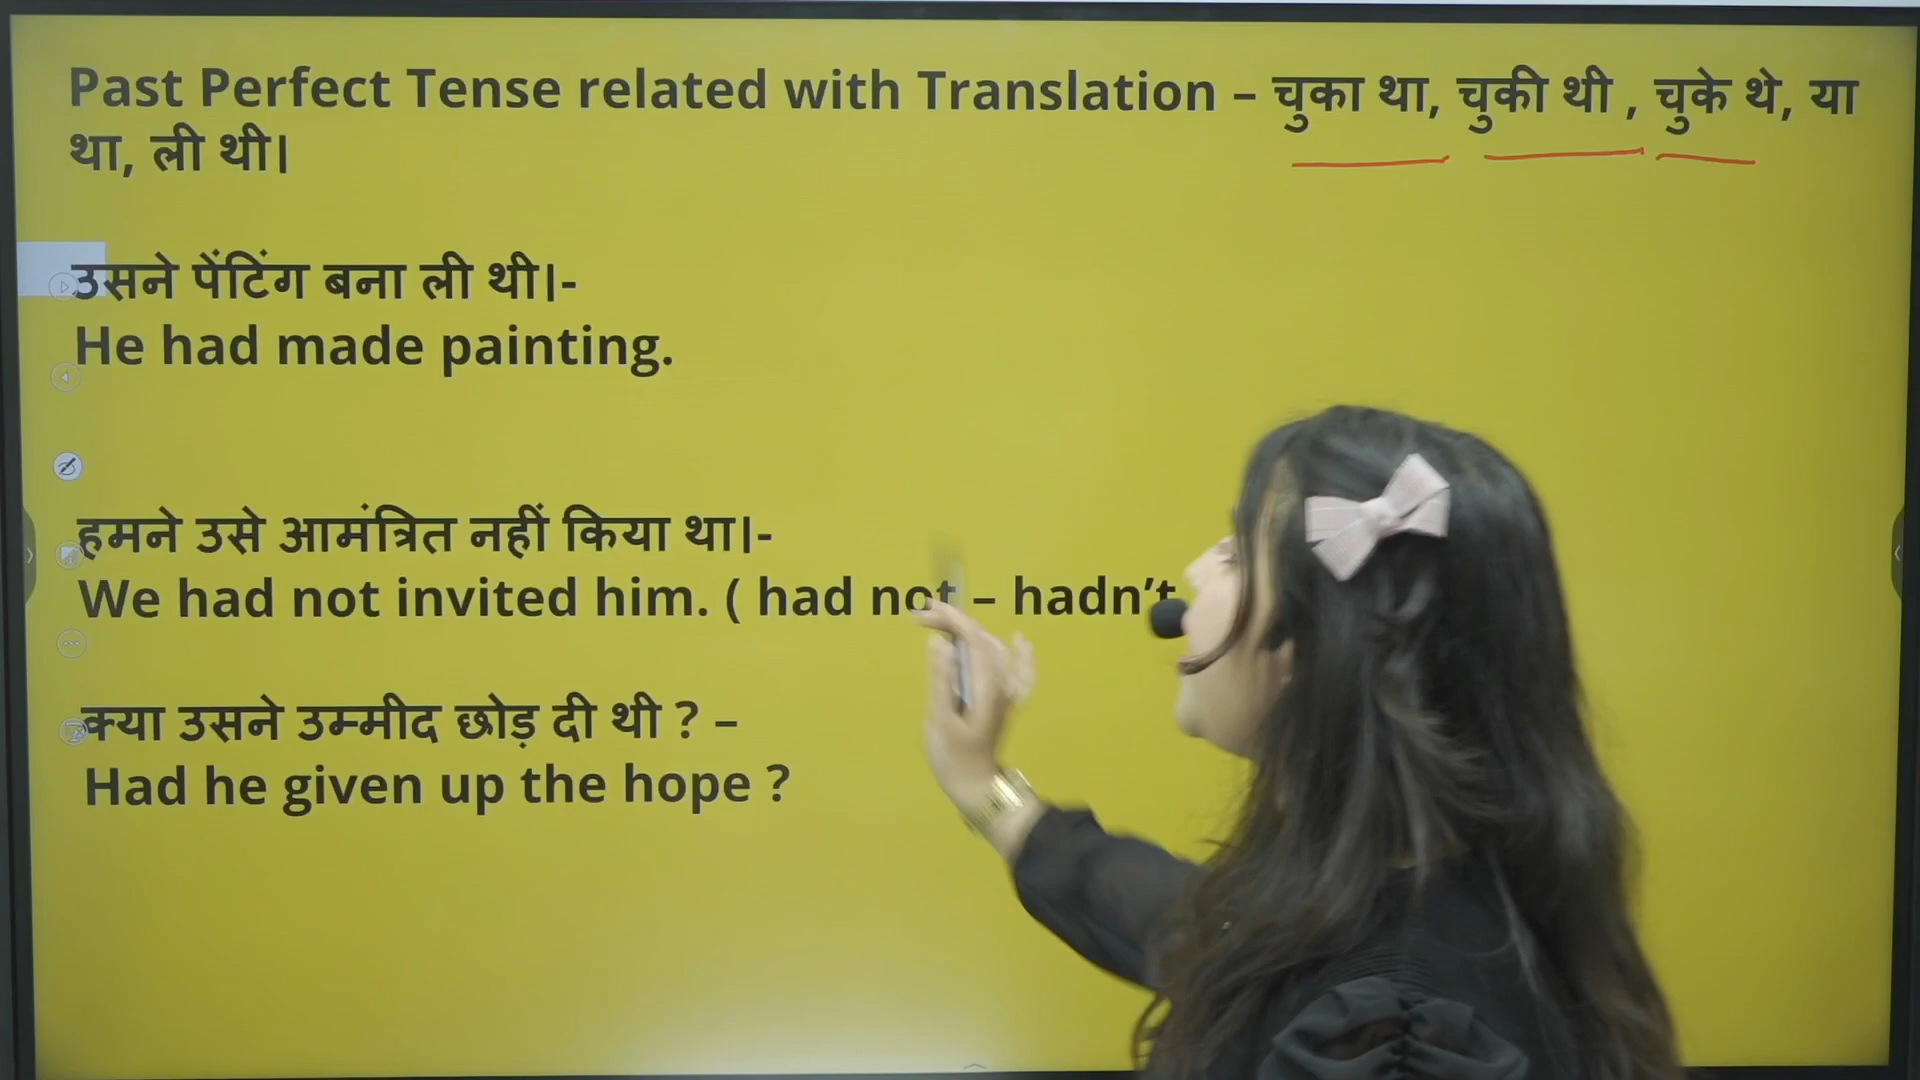 Past Perfect Tense related with Translation – चुका था, चुकी थी , चुके थे, या
था, ली थी।
उसने पेंटिंग बना ली थी।-
He had made painting.
हमने उसे आमंत्रित नहीं किया था।-
We had not invited him. ( had not – hadn’t
क्या उसने उम्मीद छोड़ दी थी ? –
Had he given up the hope ?